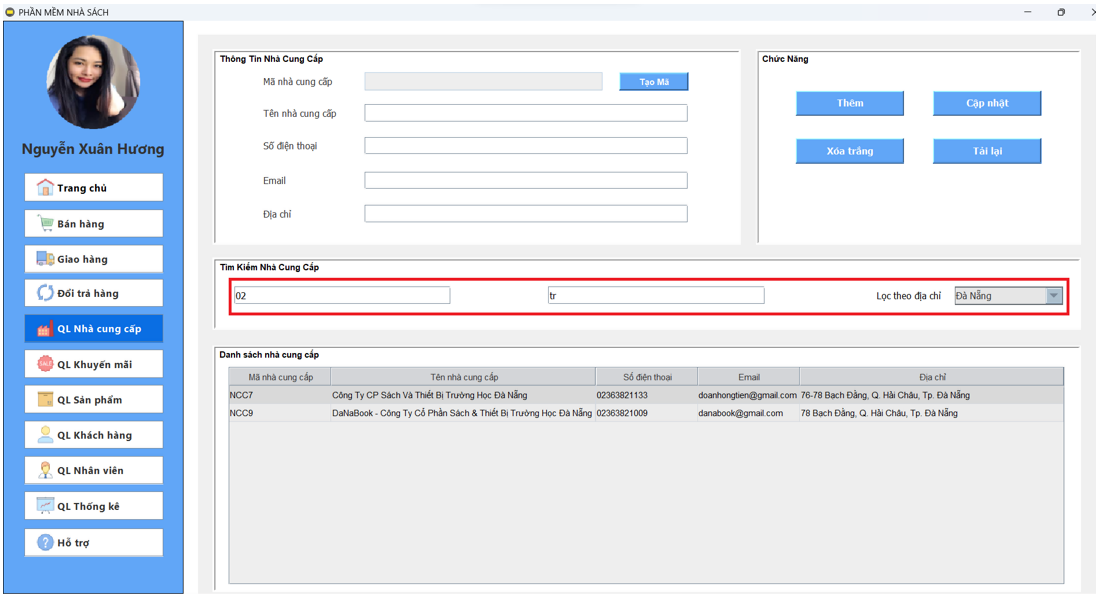 PHẦN MỀM NHÀ SÁCH
Nguyễn Xuân Hương
Trang chủ
Bán hàng
Giao hàng
Đổi trả hàng
QL Nhà cung cấp
QL Khuyến mãi
QL Sản phẩm
QL Khách hàng
QL Nhân viên
QL Thống kê
Hỗ trợ
Thông Tin Nhà Cung Cấp
Mã nhà cung cấp Tạo Mã
Tên nhà cung cấp
Số điện thoại
Email
Địa chỉ
Chức Năng
Thêm Cập nhật
Xóa trắng Tải lại
Tìm Kiếm Nhà Cung Cấp
02 tr Lọc theo địa chỉ Đà Nẵng
Danh sách nhà cung cấp
Mã nhà cung cấp Tên nhà cung cấp Số điện thoại Email Địa chỉ
NCC7 Công Ty CP Sách Và Thiết Bị Trường Học Đà Nẵng 02363821133 doanhongtien@gmail.com 76-78 Bạch Đằng, Q. Hải Châu, Tp. Đà Nẵng
NCC9 DaNaBook - Công Ty Cổ Phần Sách & Thiết Bị Trường Học Đà Nẵng 02363821009 danabook@gmail.com 78 Bạch Đằng, Q. Hải Châu, Tp. Đà Nẵng